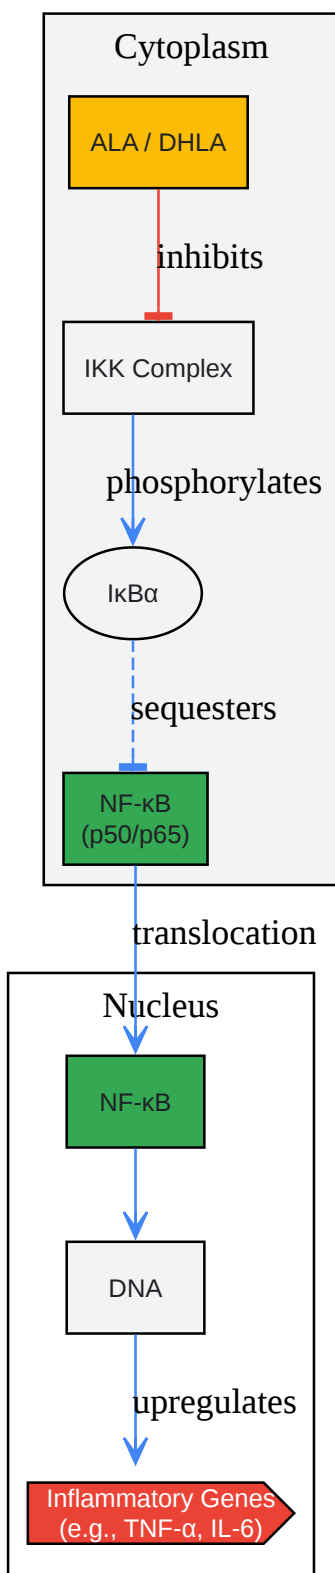 Cytoplasm
ALA / DHLA
inhibits
IKK Complex
phosphorylates
IκBα
sequesters
NF-κB
(p50/p65)
translocation
Nucleus
NF-κB
DNA
upregulates
Inflammatory Genes
(e.g., TNF-α, IL-6)